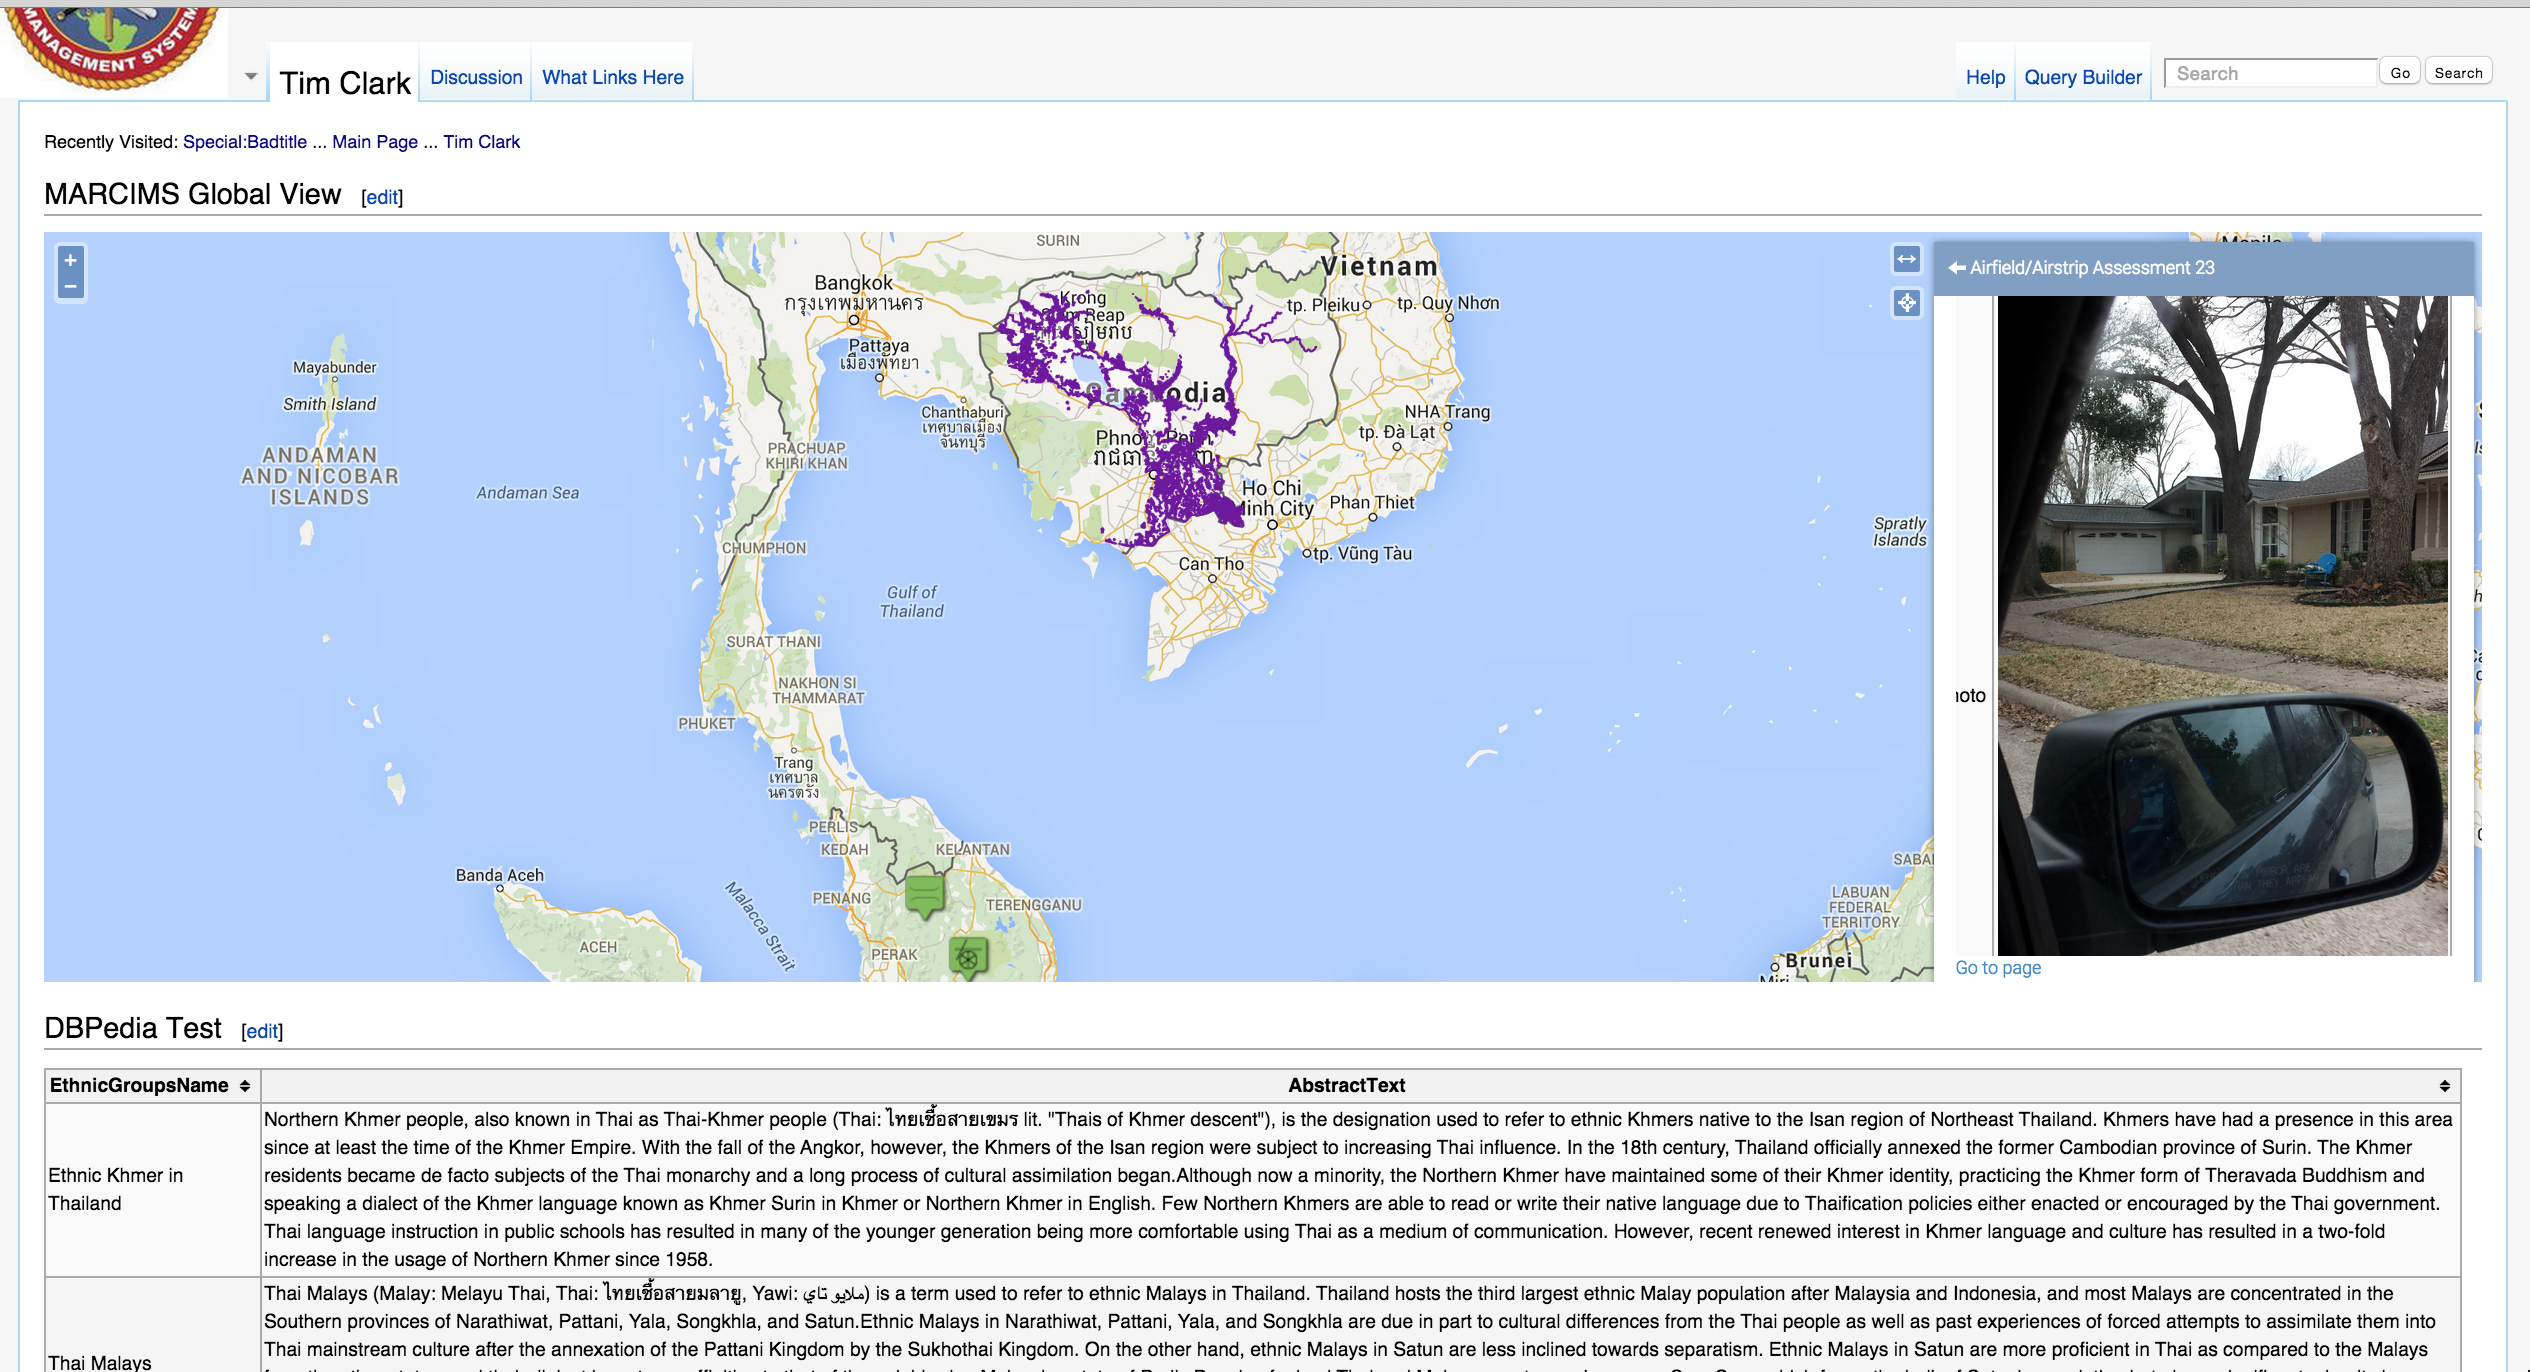 MANAGEMENT SYSTEM
Tim Clark
Discussion
What Links Here
Help
Query Builder
Search
Go
Search
Recently Visited: Special:Badtitle ... Main Page ... Tim Clark
MARCIMS Global View [edit]
+
−
SURIN
Bangkok
กรุงเทพมหานคร
Pattaya
เมืองพัทยา
Krong
Reap
សៀមរាប
Vietnam
tp. Pleiku
tp. Quy Nhơn
Mayabunder
Smith Island
ANDAMAN
AND NICOBAR
ISLANDS
Andaman Sea
Chanthaburi
เทศบาลเมือง
จันทบุรี
Cambodia
NHA Trang
tp. Đà Lạt
PRACHUAP
KHIRI KHAN
Phnom Penh
Ho Chi
Minh City
Phan Thiet
tp. Vũng Tàu
Can Tho
CHUMPHON
Gulf of
Thailand
Spratly
Islands
SURAT THANI
NAKHON SI
THAMMARAT
PHUKET
Trang
เทศบาล
นครตรัง
PERLIS
KEDAH
KELANTAN
Banda Aceh
PENANG
TERENGGANU
Malacca Strait
ACEH
PERAK
SABA
LABUAN
FEDERAL
TERRITORY
Brunei
Miri
Manila
Airfield/Airstrip Assessment 23
hoto
Go to page
DBPedia Test [edit]
EthnicGroupsName
AbstractText
Ethnic Khmer in
Thailand
Northern Khmer people, also known in Thai as Thai-Khmer people (Thai: ไทยเชื้อสายเขมร lit. "Thais of Khmer descent"), is the designation used to refer to ethnic Khmers native to the Isan region of Northeast Thailand. Khmers have had a presence in this area
since at least the time of the Khmer Empire. With the fall of the Angkor, however, the Khmers of the Isan region were subject to increasing Thai influence. In the 18th century, Thailand officially annexed the former Cambodian province of Surin. The Khmer
residents became de facto subjects of the Thai monarchy and a long process of cultural assimilation began.Although now a minority, the Northern Khmer have maintained some of their Khmer identity, practicing the Khmer form of Theravada Buddhism and
speaking a dialect of the Khmer language known as Khmer Surin in Khmer or Northern Khmer in English. Few Northern Khmers are able to read or write their native language due to Thaification policies either enacted or encouraged by the Thai government.
Thai language instruction in public schools has resulted in many of the younger generation being more comfortable using Thai as a medium of communication. However, recent renewed interest in Khmer language and culture has resulted in a two-fold
increase in the usage of Northern Khmer since 1958.
Thai Malays
Thai Malays (Malay: Melayu Thai, Thai: ไทยเชื้อสายมลายู, Yawi: ملايو تاي) is a term used to refer to ethnic Malays in Thailand. Thailand hosts the third largest ethnic Malay population after Malaysia and Indonesia, and most Malays are concentrated in the
Southern provinces of Narathiwat, Pattani, Yala, Songkhla, and Satun.Ethnic Malays in Narathiwat, Pattani, Yala, and Songkhla are due in part to cultural differences from the Thai people as well as past experiences of forced attempts to assimilate them into
Thai mainstream culture after the annexation of the Pattani Kingdom by the Sukhothai Kingdom. On the other hand, ethnic Malays in Satun are less inclined towards separatism. Ethnic Malays in Satun are more proficient in Thai as compared to the Malays